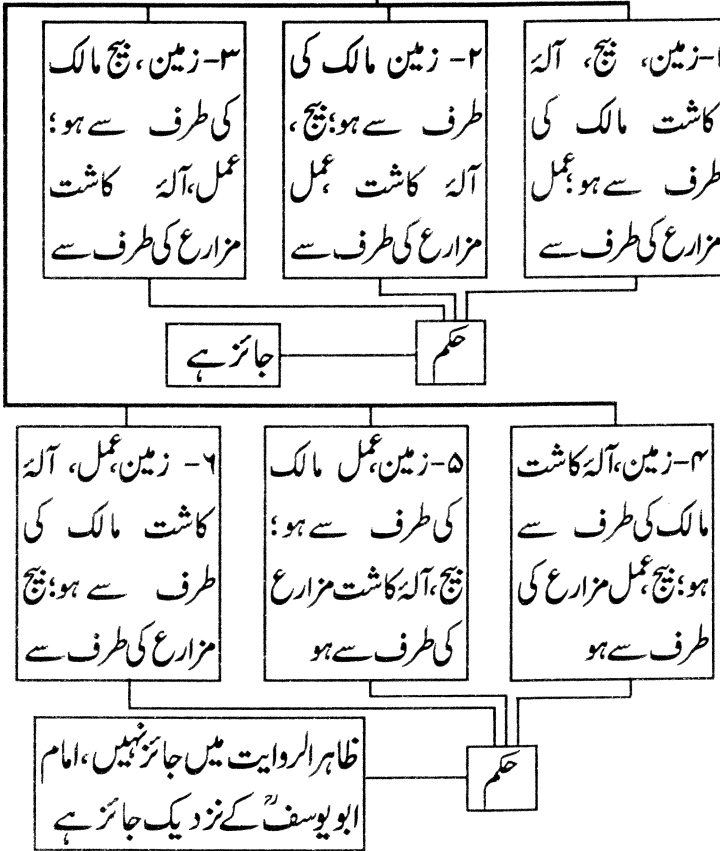 ۱-زمین، بیج، آلۂ
کاشت مالک کی
طرف سے ہو؛عمل
مزارع کی طرف سے
۲- زمین مالک کی
طرف سے ہو؛بیج،
آلۂ کاشت ،عمل
مزارع کی طرف سے
۳-زمین،بیج مالک
کی طرف سے ہو؛
عمل،آلۂ کاشت
مزارع کی طرف سے
حکم
جائز ہے
۴-زمین،آلۂ کاشت
مالک کی طرف سے
ہو؛بیج،عمل مزارع کی
طرف سے ہو
۵-زمین،عمل مالک
کی طرف سے ہو؛
بیج،آلۂ کاشت مزارع
کی طرف سے ہو
۶- زمین،عمل، آلۂ
کاشت مالک کی
طرف سے ہو؛بیج
مزارع کی طرف سے
حکم
ظاہر الروایت میں جائز نہیں،امام
ابو یوسفؒ کے نزدیک جائز ہے